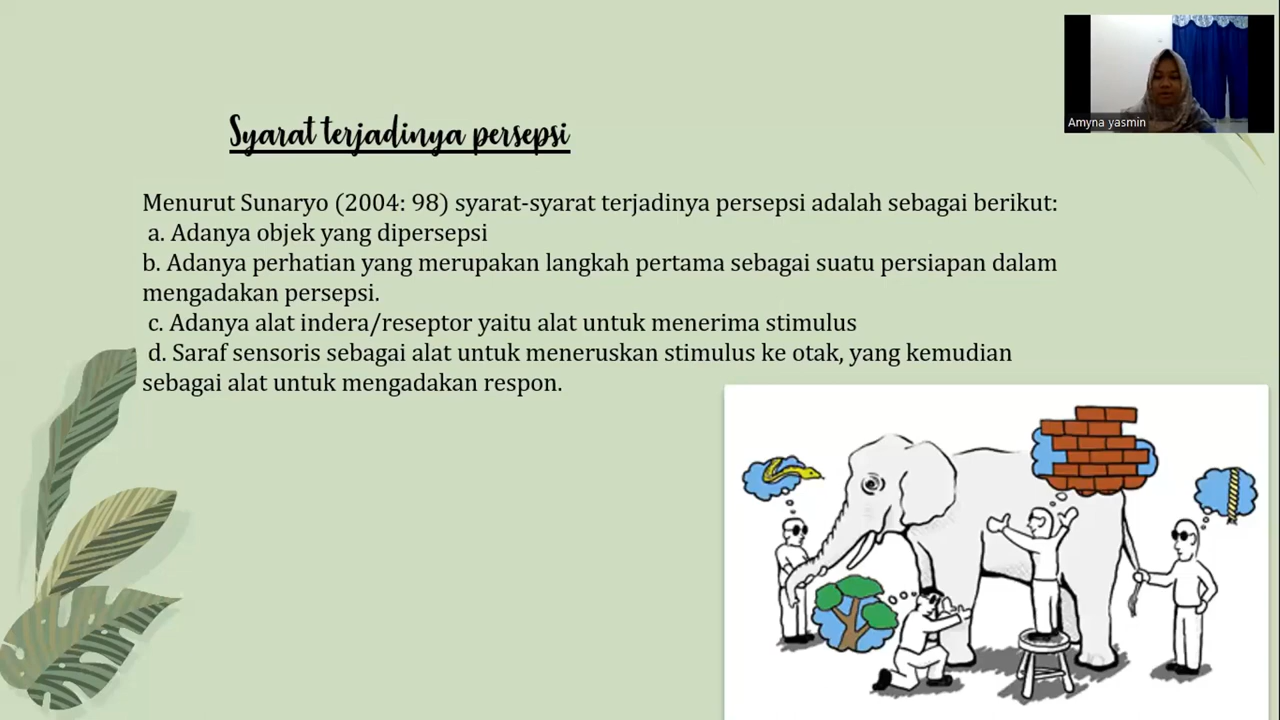 Amyna yasmin
Syarat terjadinya persepsi
Menurut Sunaryo (2004: 98) syarat-syarat terjadinya persepsi adalah sebagai berikut:
a. Adanya objek yang dipersepsi
b. Adanya perhatian yang merupakan langkah pertama sebagai suatu persiapan dalam
mengadakan persepsi.
c. Adanya alat indera/reseptor yaitu alat untuk menerima stimulus
d. Saraf sensoris sebagai alat untuk meneruskan stimulus ke otak, yang kemudian
sebagai alat untuk mengadakan respon.